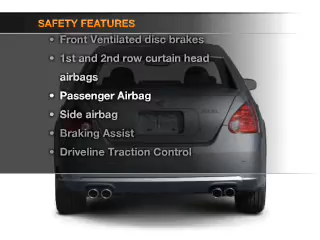 SAFETY FEATURES
• Front Ventilated disc brakes
• 1st and 2nd row curtain head
airbags
• Passenger Airbag
• Side airbag
• Braking Assist
• Driveline Traction Control